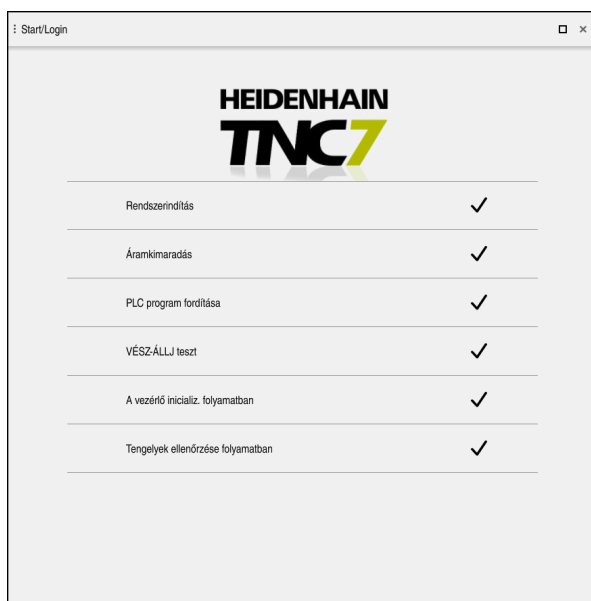 Start/Login
HEIDENHAIN
TNC7
Rendszerindítás
Áramkimaradás
PLC program fordítása
VÉSZ-ÁLLJ teszt
A vezérlő inicializ. folyamatban
Tengelyek ellenőrzése folyamatban